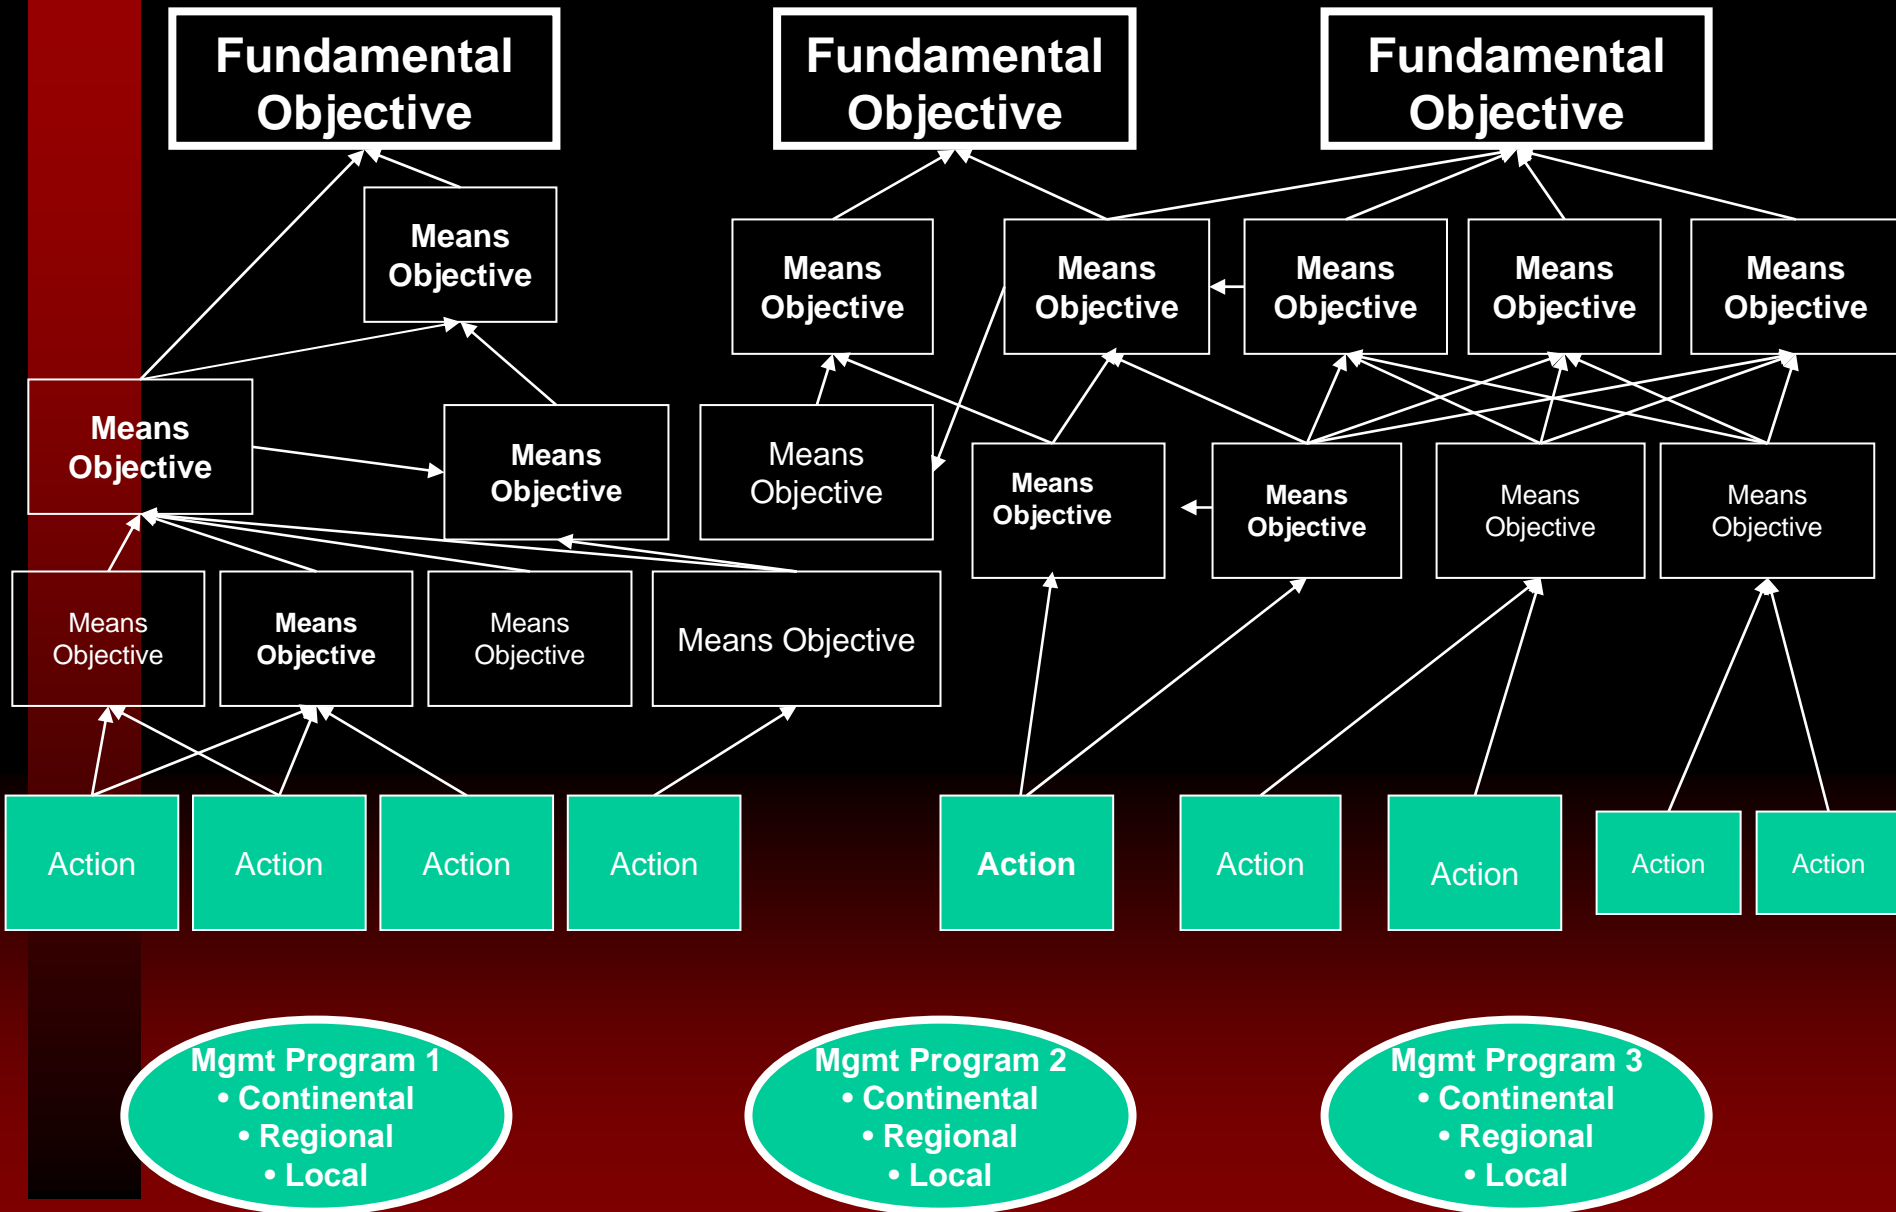 Fundamental
Objective
Fundamental
Objective
Fundamental
Objective
Means
Objective
Means
Objective
Means
Objective
Means
Objective
Means
Objective
Means
Objective
Means
Objective
Means
Objective
Means
Objective
Means
Objective
Means
Objective
Means
Objective
Means
Objective
Means
Objective
Means
Objective
Means
Objective
Means Objective
Action
Action
Action
Action
Action
Action
Action
Action
Action
Mgmt Program 1
• Continental
• Regional
• Local
Mgmt Program 2
• Continental
• Regional
• Local
Mgmt Program 3
• Continental
• Regional
• Local